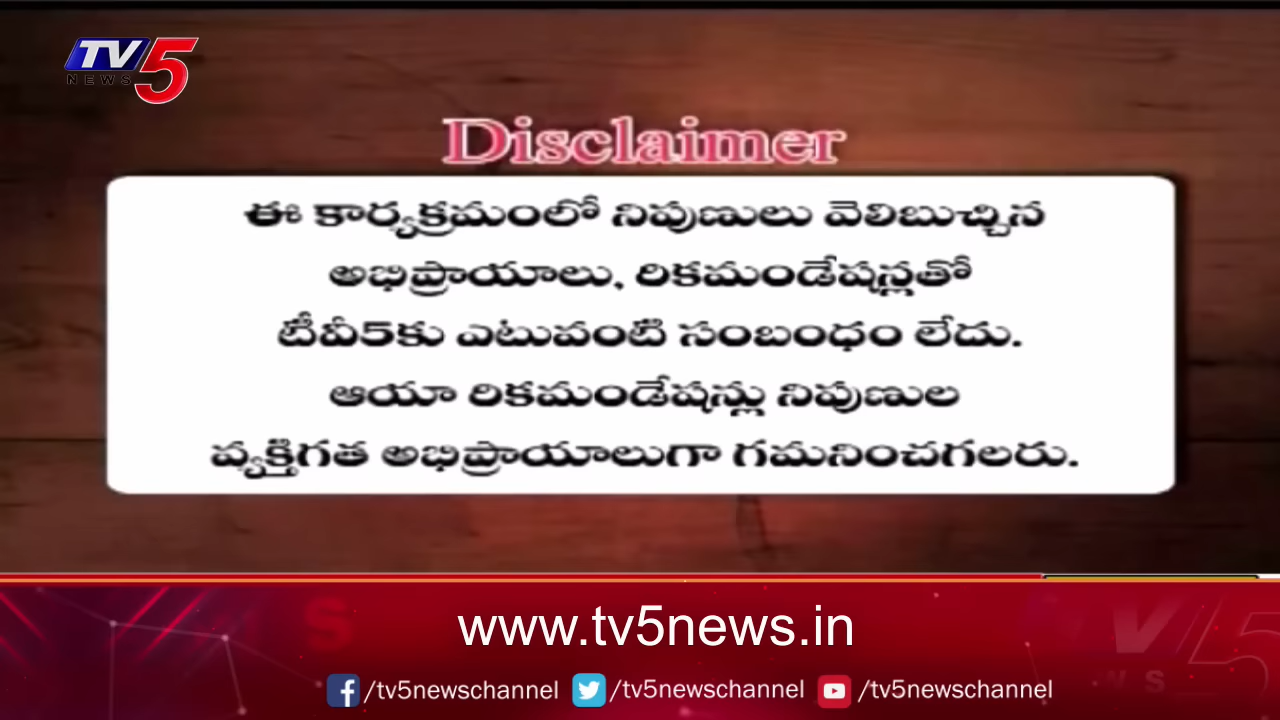 TV5
NEWS
Disclaimer
ఈ కార్యక్రమంలో నిపుణులు వెలిబుచ్చిన
అభిప్రాయాలు, రికమండేషన్లతో
టీవీ5కు ఎటువంటి సంబంధం లేదు.
ఆయా రికమండేషన్లు నిపుణుల
వ్యక్తిగత అభిప్రాయాలుగా గమనించగలరు.
www.tv5news.in
/tv5newschannel /tv5newschannel /tv5newschannel